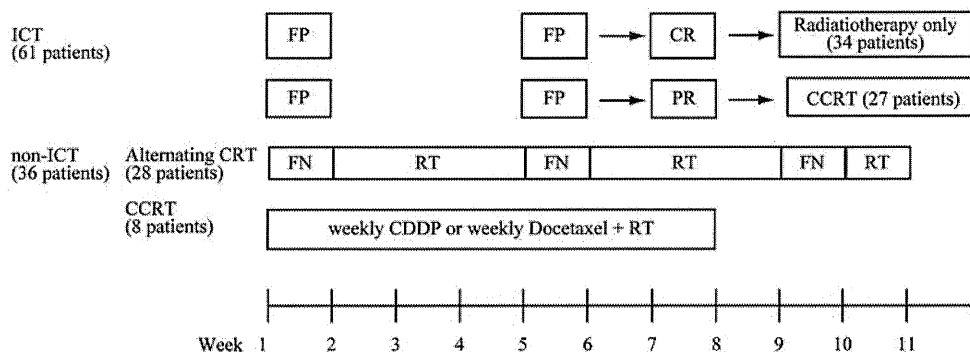 ICT
(61 patients)
FP
FP
CR
Radiatiotherapy only
(34 patients)
FP
FP
PR
CCRT (27 patients)
non-ICT
(36 patients)
Alternating CRT
(28 patients)
FN
RT
FN
RT
FN
RT
CCRT
(8 patients)
weekly CDDP or weekly Docetaxel + RT
Week 1 2 3 4 5 6 7 8 9 10 11